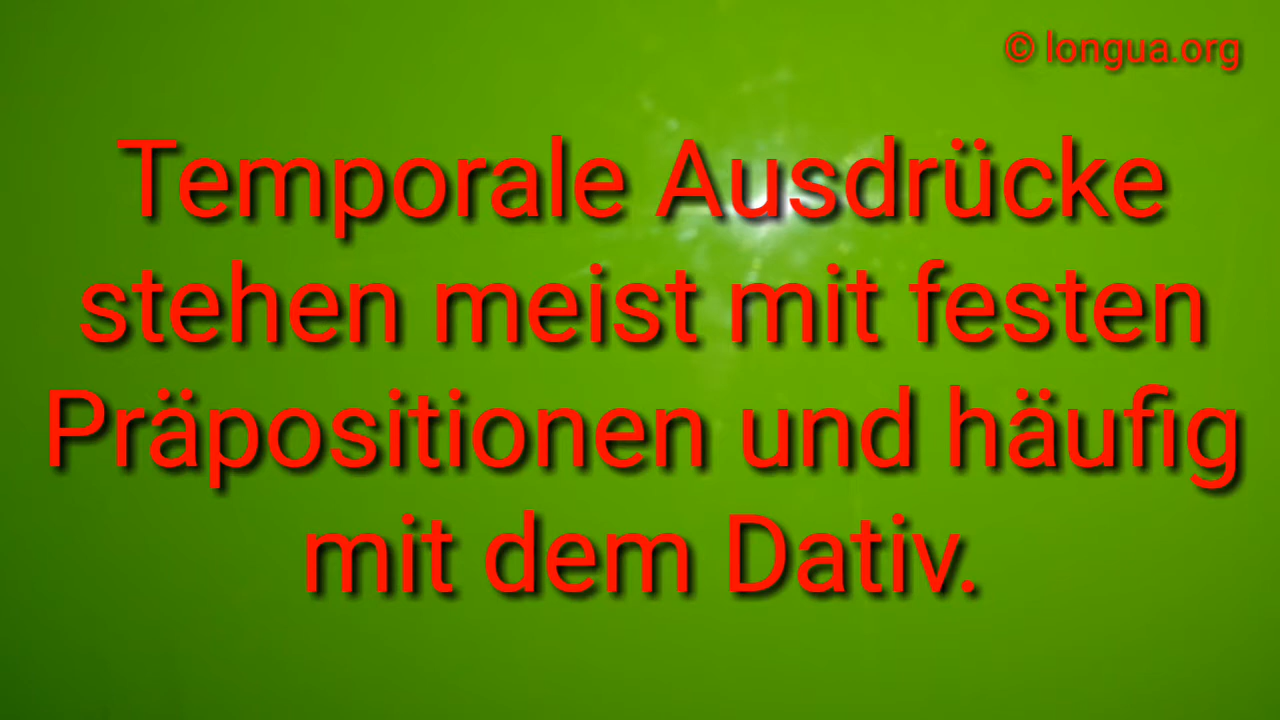 © longua.org
Temporale Ausdrücke
stehen meist mit festen
Präpositionen und häufig
mit dem Dativ.